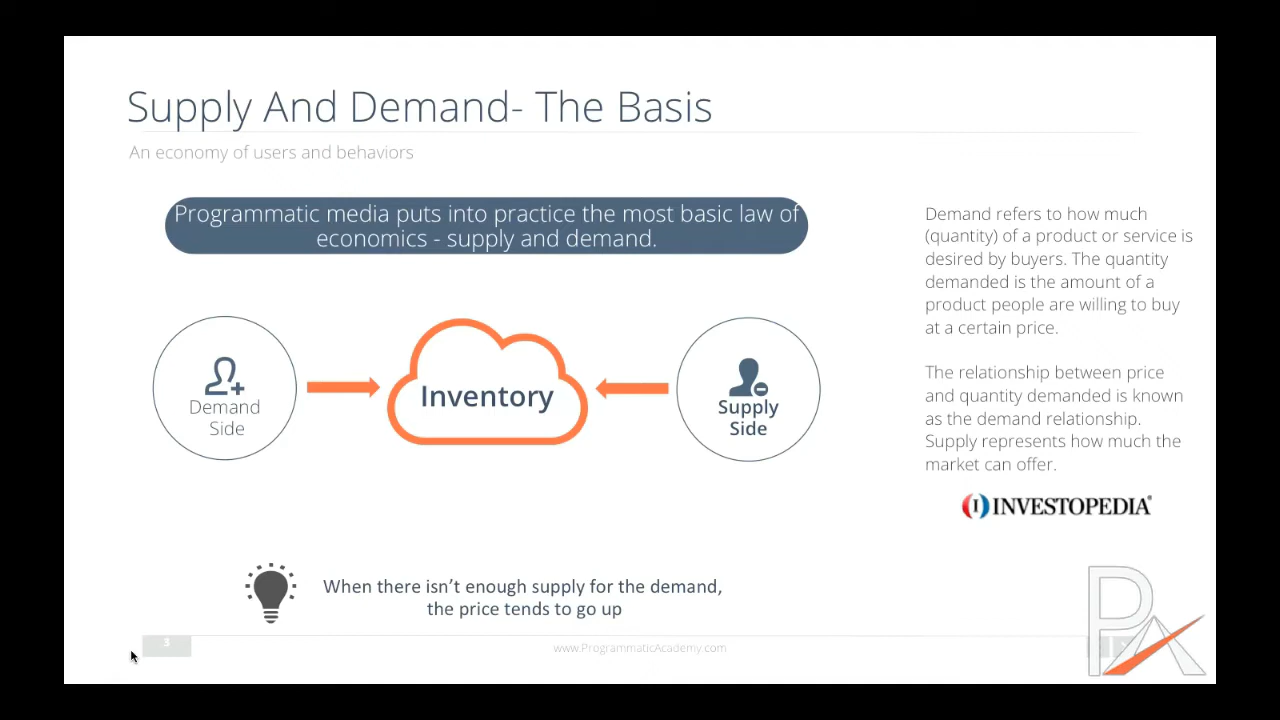 Supply And Demand- The Basis
An economy of users and behaviors
Programmatic media puts into practice the most basic law of
economics - supply and demand.
Demand
Side
Inventory
Supply
Side
Demand refers to how much
(quantity) of a product or service is
desired by buyers. The quantity
demanded is the amount of a
product people are willing to buy
at a certain price.
The relationship between price
and quantity demanded is known
as the demand relationship.
Supply represents how much the
market can offer.
INVESTOPEDIA®
When there isn’t enough supply for the demand,
the price tends to go up
3
www.ProgrammaticAcademy.com
PA